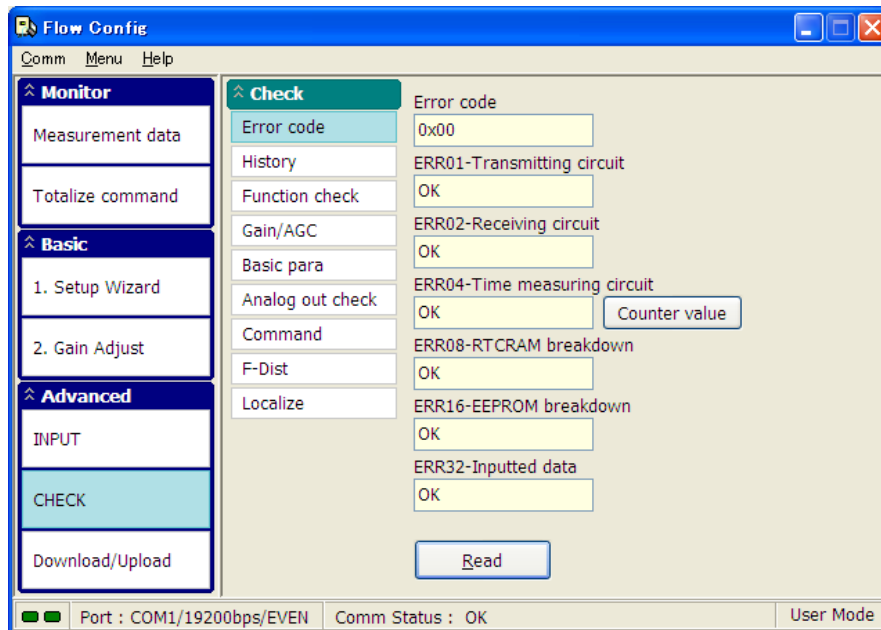 Flow Config
Comm Menu Help
Monitor
Measurement data
Totalize command
Basic
1. Setup Wizard
2. Gain Adjust
Advanced
INPUT
CHECK
Download/Upload
Check
Error code
History
Function check
Gain/AGC
Basic para
Analog out check
Command
F-Dist
Localize
Error code
0x00
ERR01-Transmitting circuit
OK
ERR02-Receiving circuit
OK
ERR04-Time measuring circuit
OK Counter value
ERR08-RTCRAM breakdown
OK
ERR16-EEPROM breakdown
OK
ERR32-Inputted data
OK
Read
Port : COM1/19200bps/EVEN Comm Status : OK User Mode